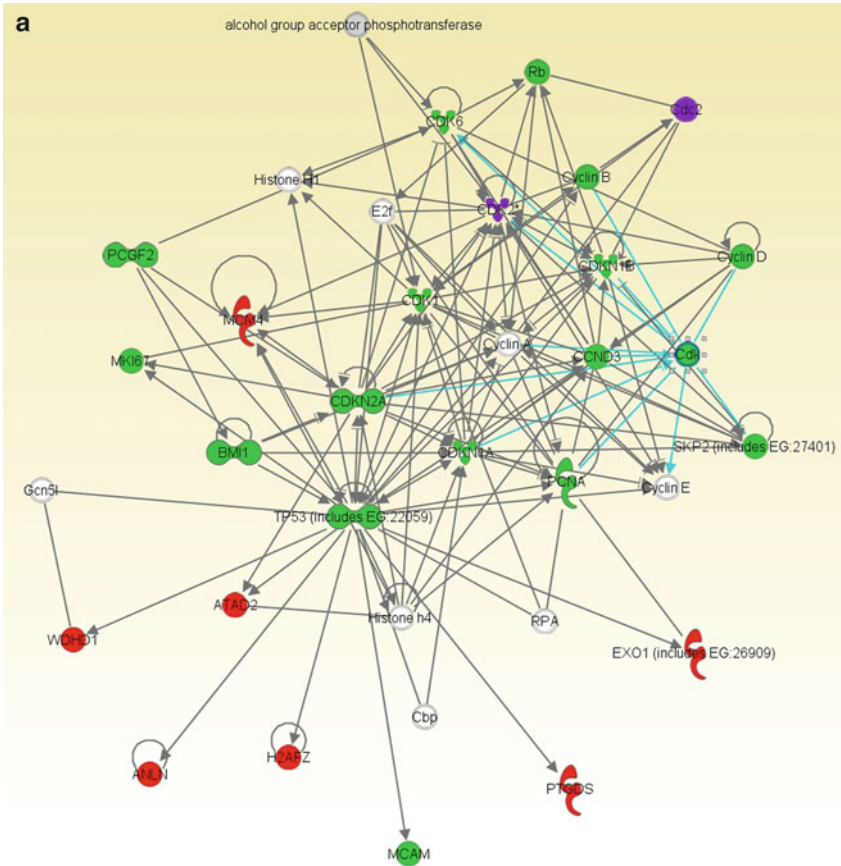 a
alcohol group acceptor phosphotransferase
Rb
Cdc2
CDK6
Cyclin B
Histone H1
E2f
CDK2*
PCGF2
Cyclin D
CDKN1B
CDK4
MCM4
Cyclin A
CCND3
Cdk
MKI67
CDKN2A
BMI1
CDKN1A
SKP2 (includes EG:27401)
PCNA
Cyclin E
Gcn5l
TP53 (includes EG:22059)
ATAD2
Histone h4
RPA
WDHD1
EXO1 (includes EG:26909)
Cbp
H2AFZ
ANLN
PTGDS
MCAM